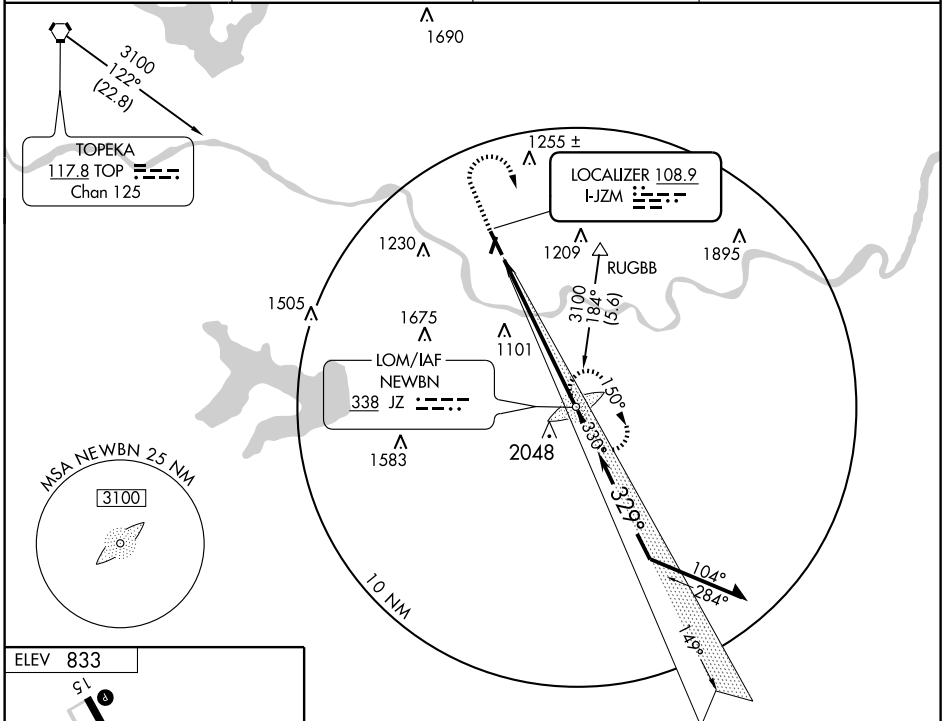 1690
3100
122°
(22.8)
TOPEKA
117.8 TOP
Chan 125
1255 ±
LOCALIZER 108.9
I-JZM
1230
1209
1895
RUGBB
3100
184°
(5.6)
1505
1675
1101
LOM/IAF
NEWBN
338 JZ
150°
1583
2048
330°
MSA NEWBN 25 NM
3100
329°
104°
284°
10 NM
149°
ELEV 833
15
P